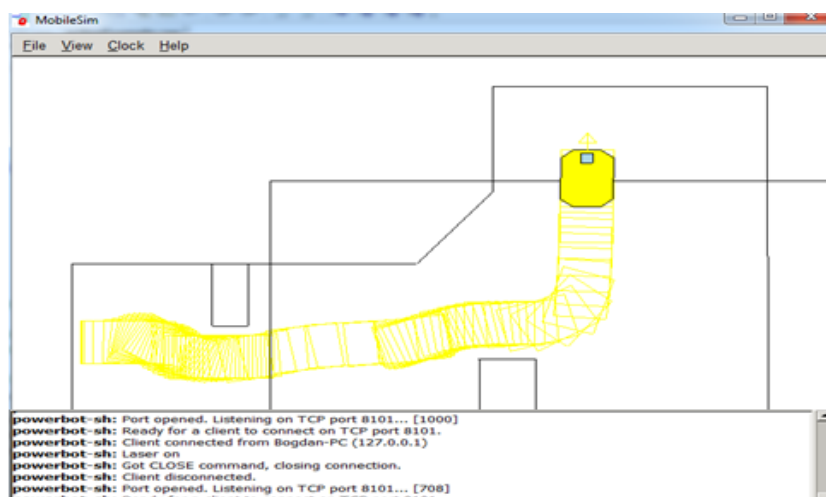 MobileSim
File View Clock Help
powerbot-sh: Port opened. Listening on TCP port 8101... [1000]
powerbot-sh: Ready for a client to connect on TCP port 8101.
powerbot-sh: Client connected from Bogdan-PC (127.0.0.1)
powerbot-sh: Laser on
powerbot-sh: Got CLOSE command, closing connection.
powerbot-sh: Client disconnected.
powerbot-sh: Port opened. Listening on TCP port 8101... [708]